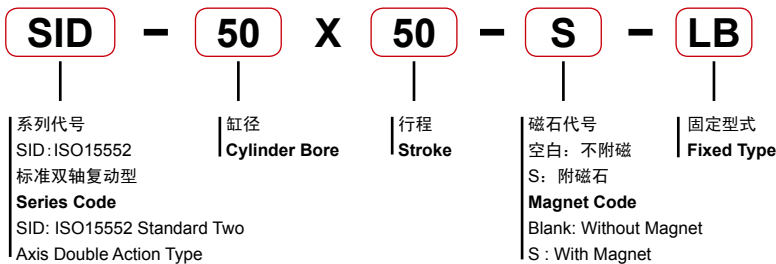 SID - 50 X 50 - S - LB
系列代号
SID:ISO15552
标准双轴复动型
Series Code
SID: ISO15552 Standard Two
Axis Double Action Type
缸径
Cylinder Bore
行程
Stroke
磁石代号
空白：不附磁
S：附磁石
Magnet Code
Blank: Without Magnet
S : With Magnet
固定型式
Fixed Type